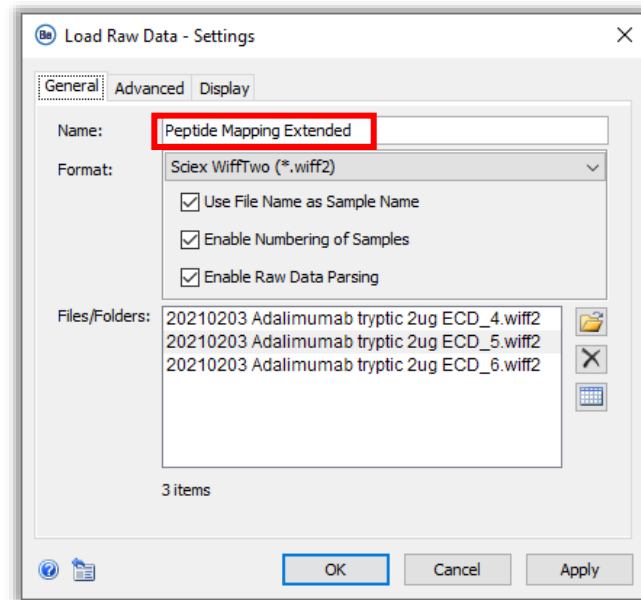 Be Load Raw Data - Settings
General Advanced Display
Name: Peptide Mapping Extended
Format: Sciex WiffTwo (*.wiff2)
Use File Name as Sample Name
Enable Numbering of Samples
Enable Raw Data Parsing
Files/Folders: 20210203 Adalimumab tryptic 2ug ECD_4.wiff2
20210203 Adalimumab tryptic 2ug ECD_5.wiff2
20210203 Adalimumab tryptic 2ug ECD_6.wiff2
3 items
OK Cancel Apply